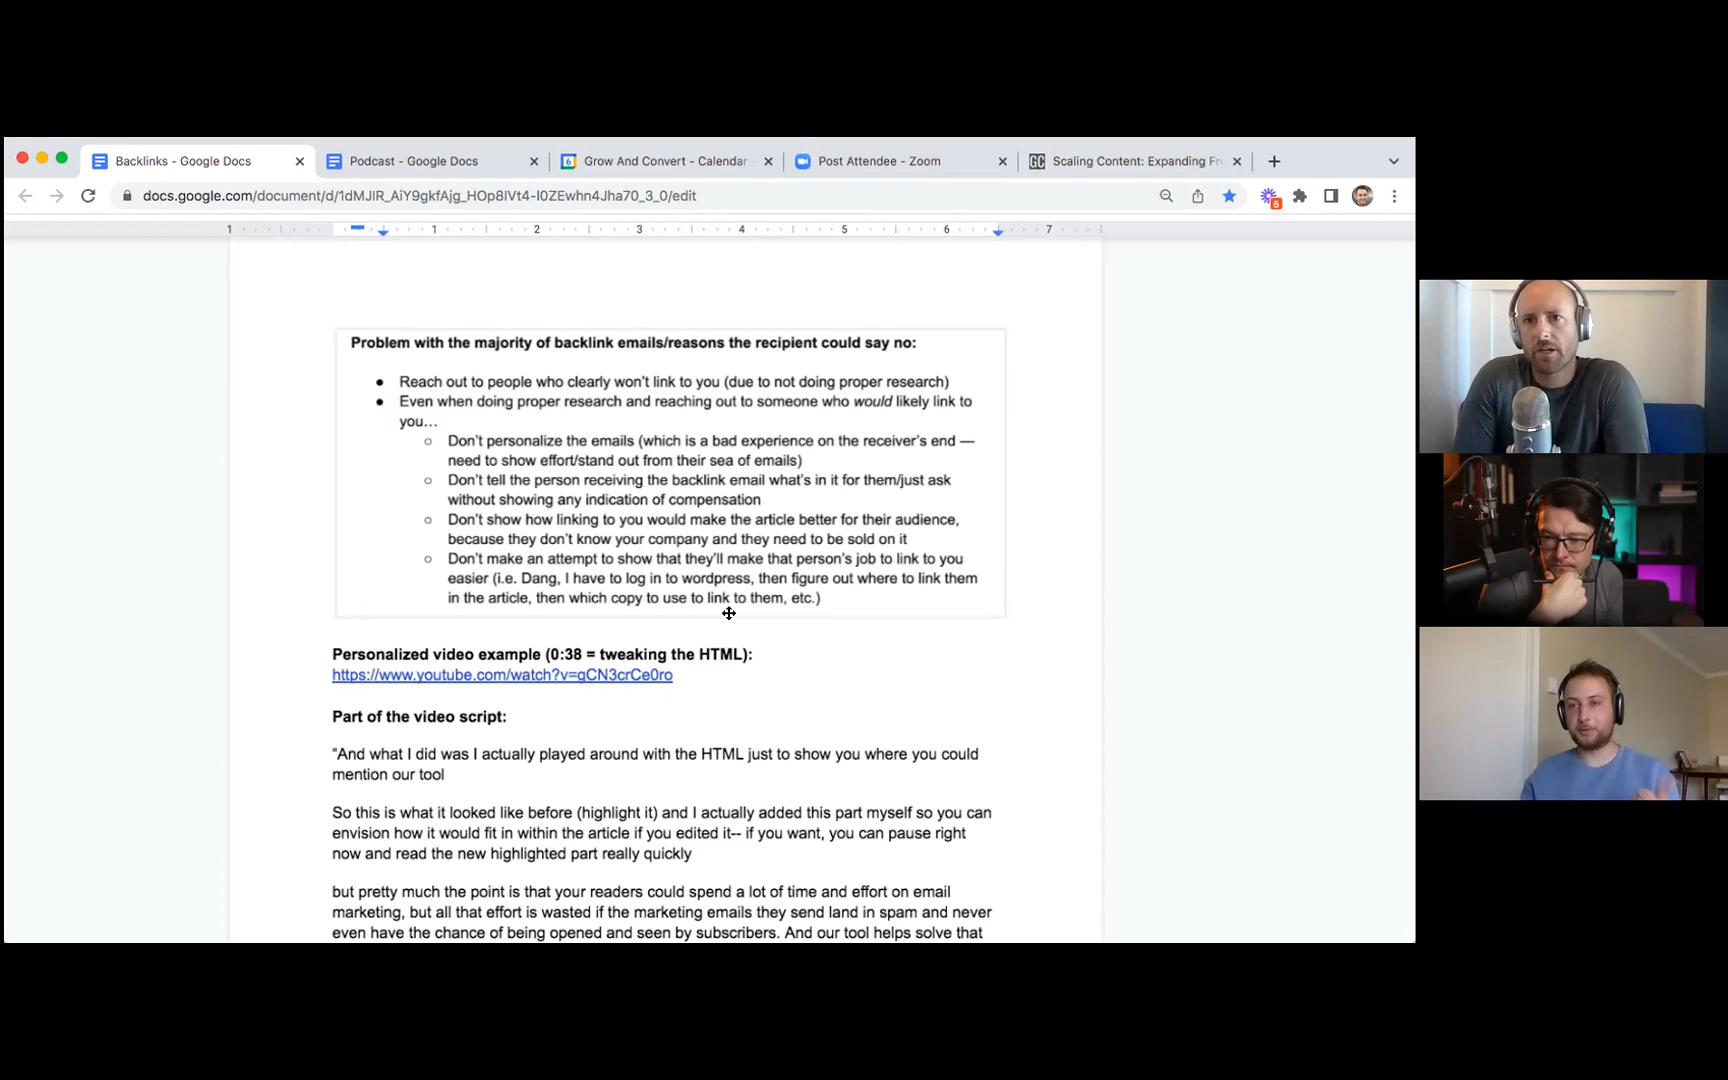 Backlinks - Google Docs
Podcast - Google Docs
Grow And Convert - Calendar
Post Attendee - Zoom
GC Scaling Content: Expanding Fr
docs.google.com/document/d/1dMJlR_AiY9gkfAjg_HOp8lVt4-I0ZEwhn4Jha70_3_0/edit
5
1 1 2 3 4 5 6 7
Problem with the majority of backlink emails/reasons the recipient could say no:
● Reach out to people who clearly won't link to you (due to not doing proper research)
● Even when doing proper research and reaching out to someone who would likely link to
you…
○ Don't personalize the emails (which is a bad experience on the receiver's end —
need to show effort/stand out from their sea of emails)
○ Don't tell the person receiving the backlink email what's in it for them/just ask
without showing any indication of compensation
○ Don't show how linking to you would make the article better for their audience,
because they don't know your company and they need to be sold on it
○ Don't make an attempt to show that they'll make that person's job to link to you
easier (i.e. Dang, I have to log in to wordpress, then figure out where to link them
in the article, then which copy to use to link to them, etc.)
Personalized video example (0:38 = tweaking the HTML):
https://www.youtube.com/watch?v=gCN3crCe0ro
Part of the video script:
“And what I did was I actually played around with the HTML just to show you where you could
mention our tool
So this is what it looked like before (highlight it) and I actually added this part myself so you can
envision how it would fit in within the article if you edited it-- if you want, you can pause right
now and read the new highlighted part really quickly
but pretty much the point is that your readers could spend a lot of time and effort on email
marketing, but all that effort is wasted if the marketing emails they send land in spam and never
even have the chance of being opened and seen by subscribers. And our tool helps solve that